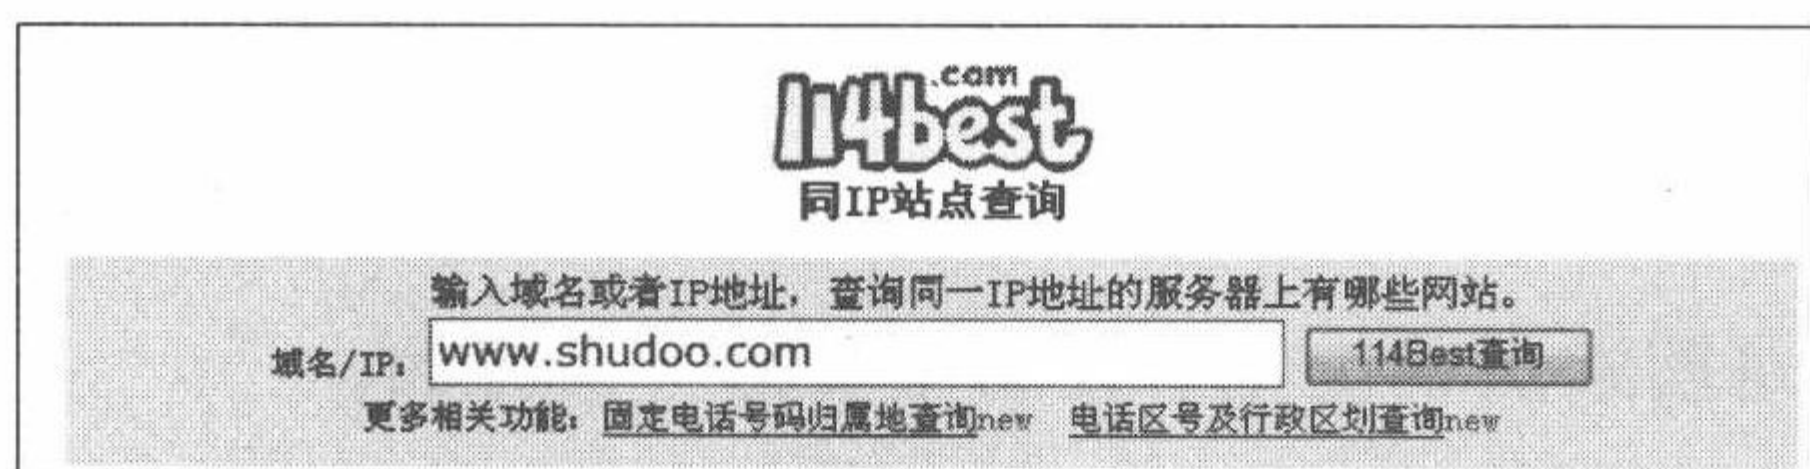 .com
114best
同IP站点查询
输入域名或者IP地址，查询同一IP地址的服务器上有哪些网站。
域名/IP: www.shudoo.com 114Best查询
更多相关功能：固定电话号码归属地查询new 电话区号及行政区划查询new